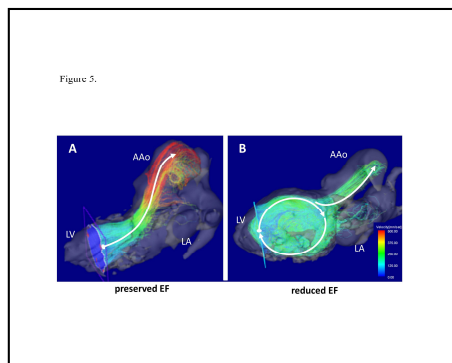 Figure 5.
A
AAo
LV
LA
preserved EF
B
AAo
LV
LA
reduced EF